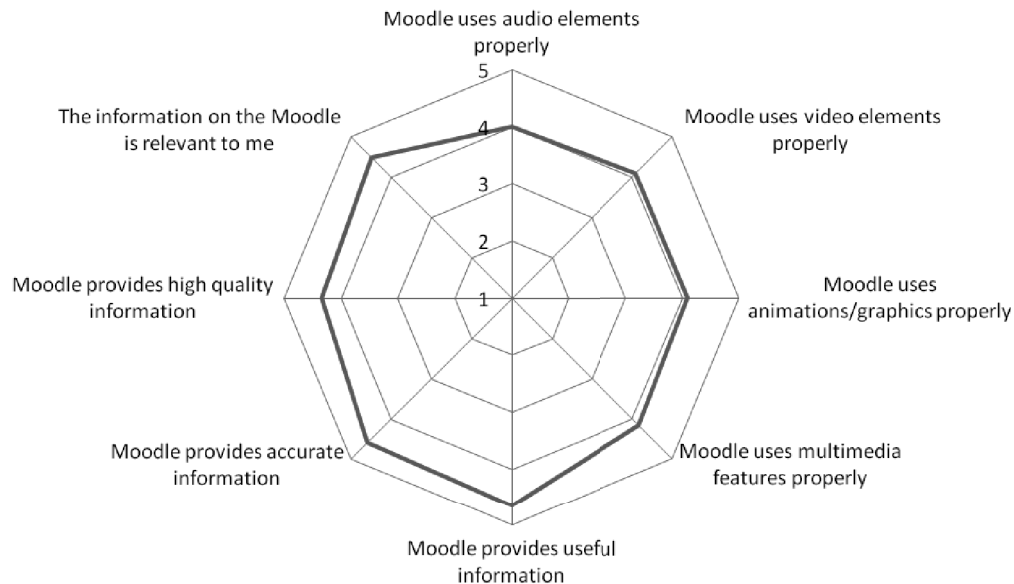 Moodle uses audio elements
properly
5
The information on the Moodle
is relevant to me
Moodle uses video elements
properly
4
3
2
Moodle provides high quality
information
1
Moodle uses
animations/graphics properly
Moodle provides accurate
information
Moodle uses multimedia
features properly
Moodle provides useful
information